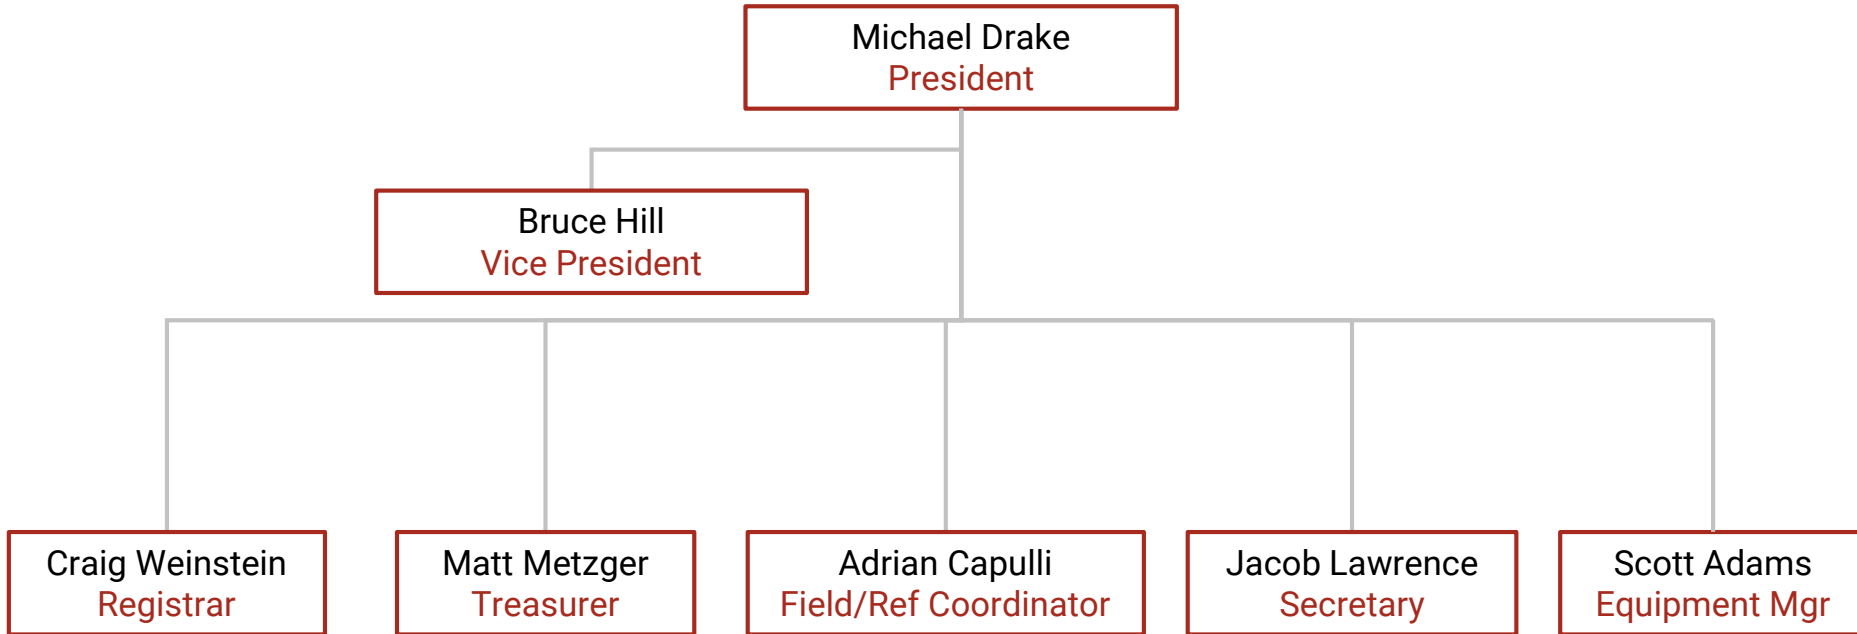 Michael Drake
President
Bruce Hill
Vice President
Craig Weinstein
Registrar
Matt Metzger
Treasurer
Adrian Capulli
Field/Ref Coordinator
Jacob Lawrence
Secretary
Scott Adams
Equipment Mgr